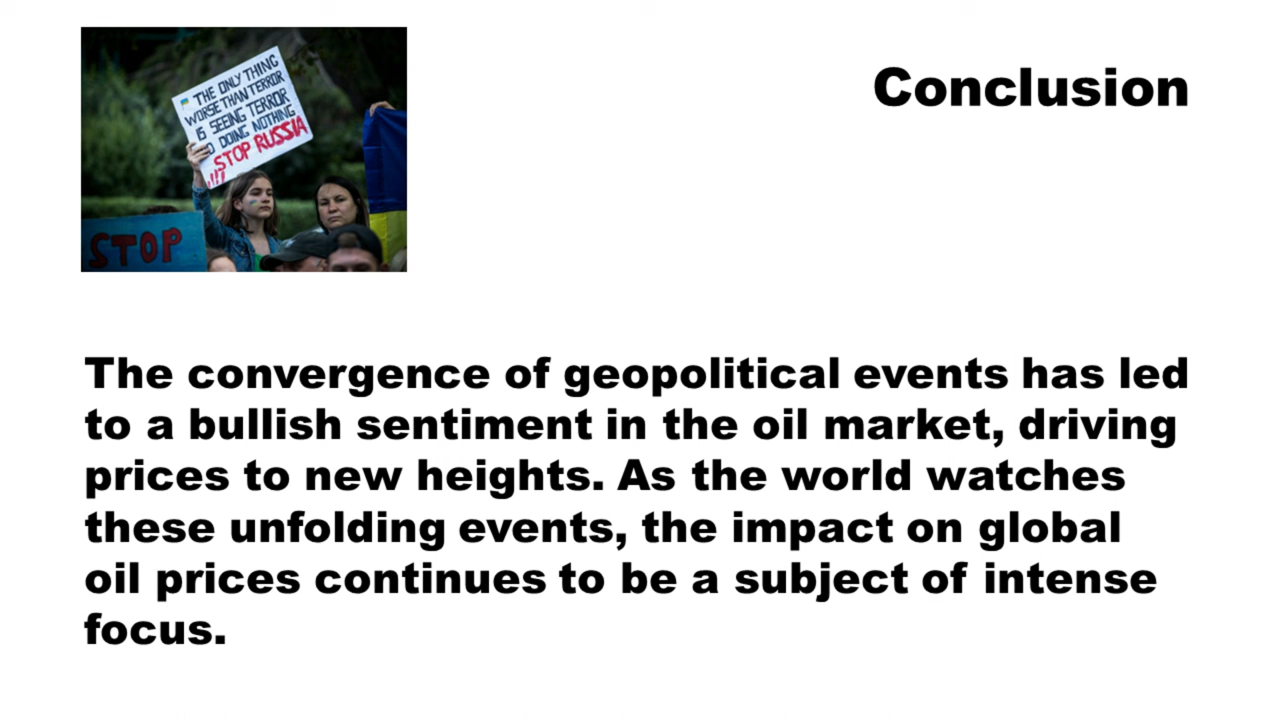 THE ONLY THING
WORSE THAN TERROR
IS SEEING TERROR
DOING NOTHING
STOP RUSSIA
!!!
STOP
Conclusion
The convergence of geopolitical events has led
to a bullish sentiment in the oil market, driving
prices to new heights. As the world watches
these unfolding events, the impact on global
oil prices continues to be a subject of intense
focus.